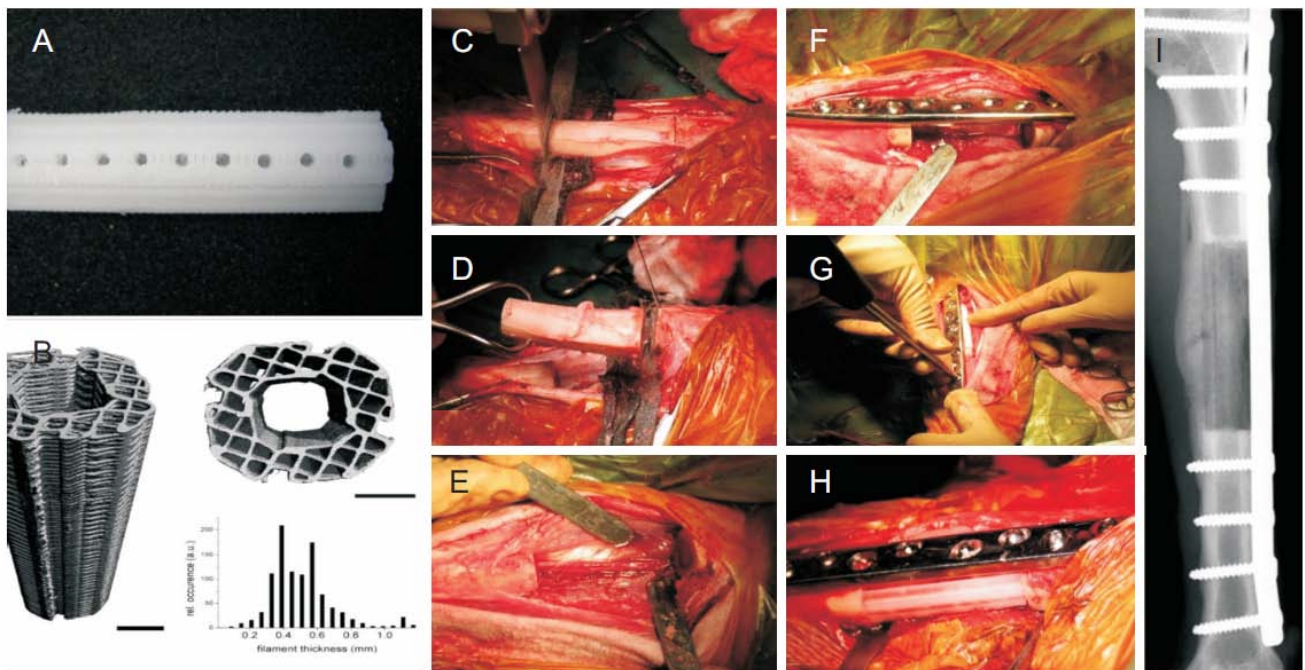 A
B
rel. occurence (a.u.)
200
150
100
50
0
0.2 0.4 0.6 0.8 1.0
filament thickness (mm)
C
D
E
F
G
H
I